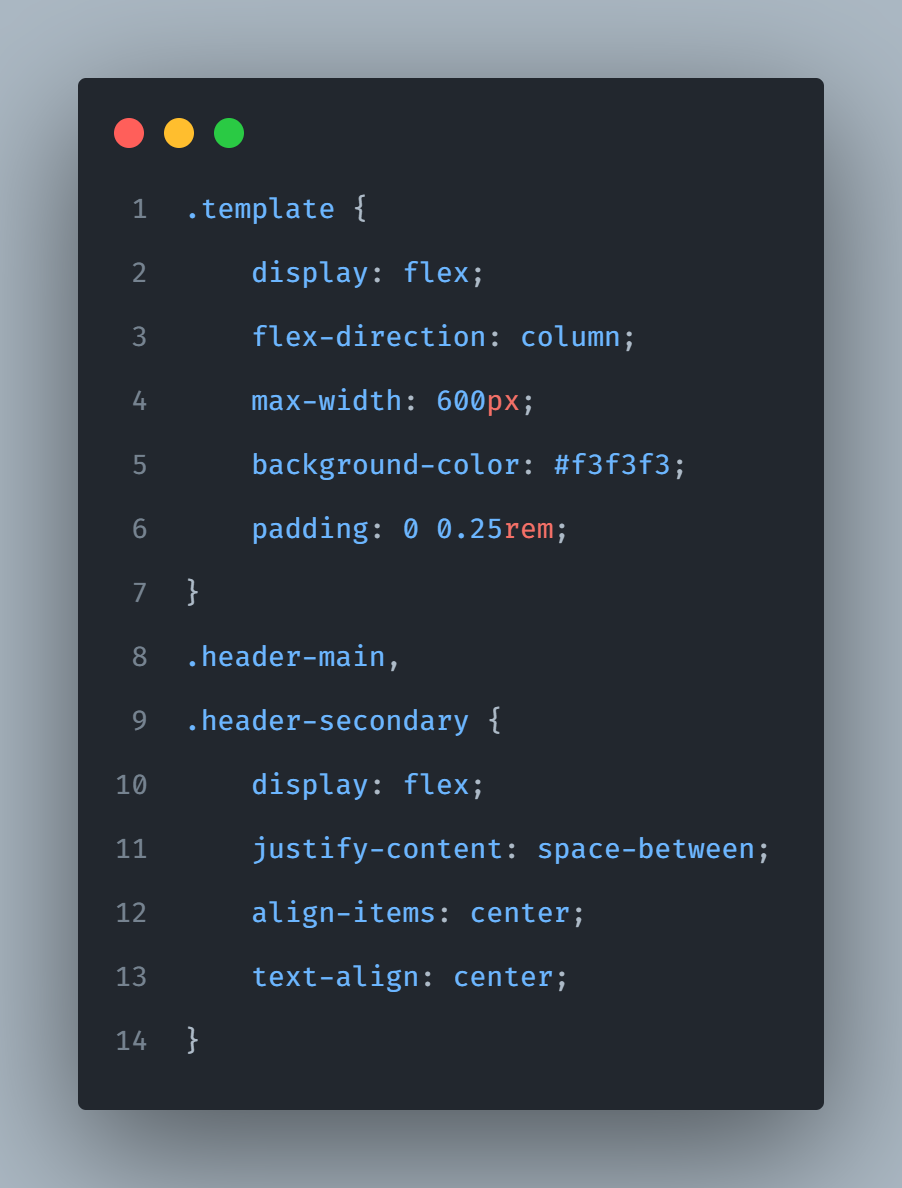 1 .template {
2     display: flex;
3     flex-direction: column;
4     max-width: 600px;
5     background-color: #f3f3f3;
6     padding: 0 0.25rem;
7 }
8 .header-main,
9 .header-secondary {
10     display: flex;
11     justify-content: space-between;
12     align-items: center;
13     text-align: center;
14 }